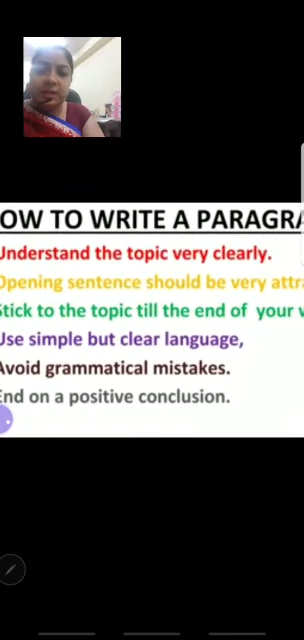 OW TO WRITE A PARAGRA
Understand the topic very clearly.
Opening sentence should be very attra
Stick to the topic till the end of your w
Use simple but clear language,
Avoid grammatical mistakes.
End on a positive conclusion.